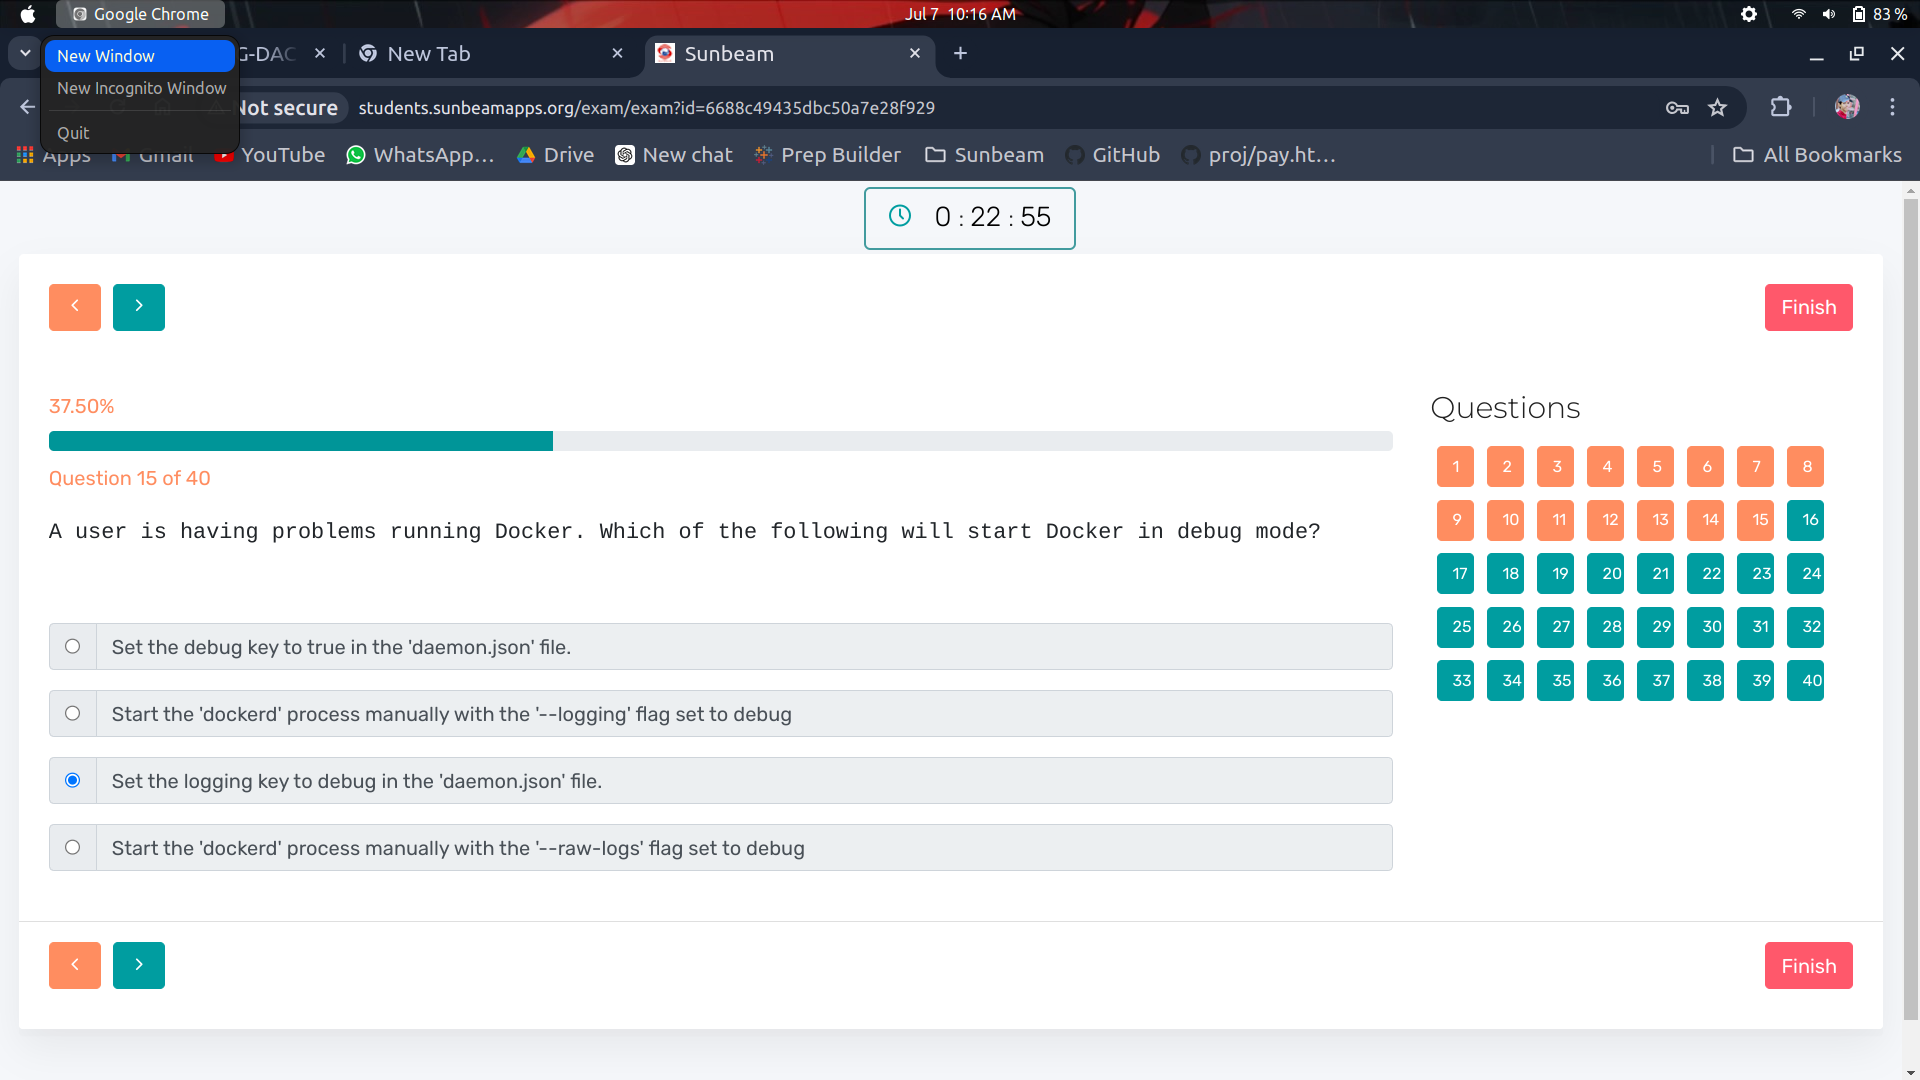 Google Chrome
Jul 7 10:16 AM
83 %
New Window
New Incognito Window
Quit
G-DAC
New Tab
Sunbeam
Not secure
students.sunbeamapps.org/exam/exam?id=6688c49435dbc50a7e28f929
Apps
Gmail
YouTube
WhatsApp...
Drive
New chat
Prep Builder
Sunbeam
GitHub
proj/pay.ht...
All Bookmarks
0 : 22 : 55
Finish
37.50%
Question 15 of 40
A user is having problems running Docker. Which of the following will start Docker in debug mode?
Set the debug key to true in the 'daemon.json' file.
Start the 'dockerd' process manually with the '--logging' flag set to debug
Set the logging key to debug in the 'daemon.json' file.
Start the 'dockerd' process manually with the '--raw-logs' flag set to debug
Questions
1 2 3 4 5 6 7 8
9 10 11 12 13 14 15 16
17 18 19 20 21 22 23 24
25 26 27 28 29 30 31 32
33 34 35 36 37 38 39 40
Finish